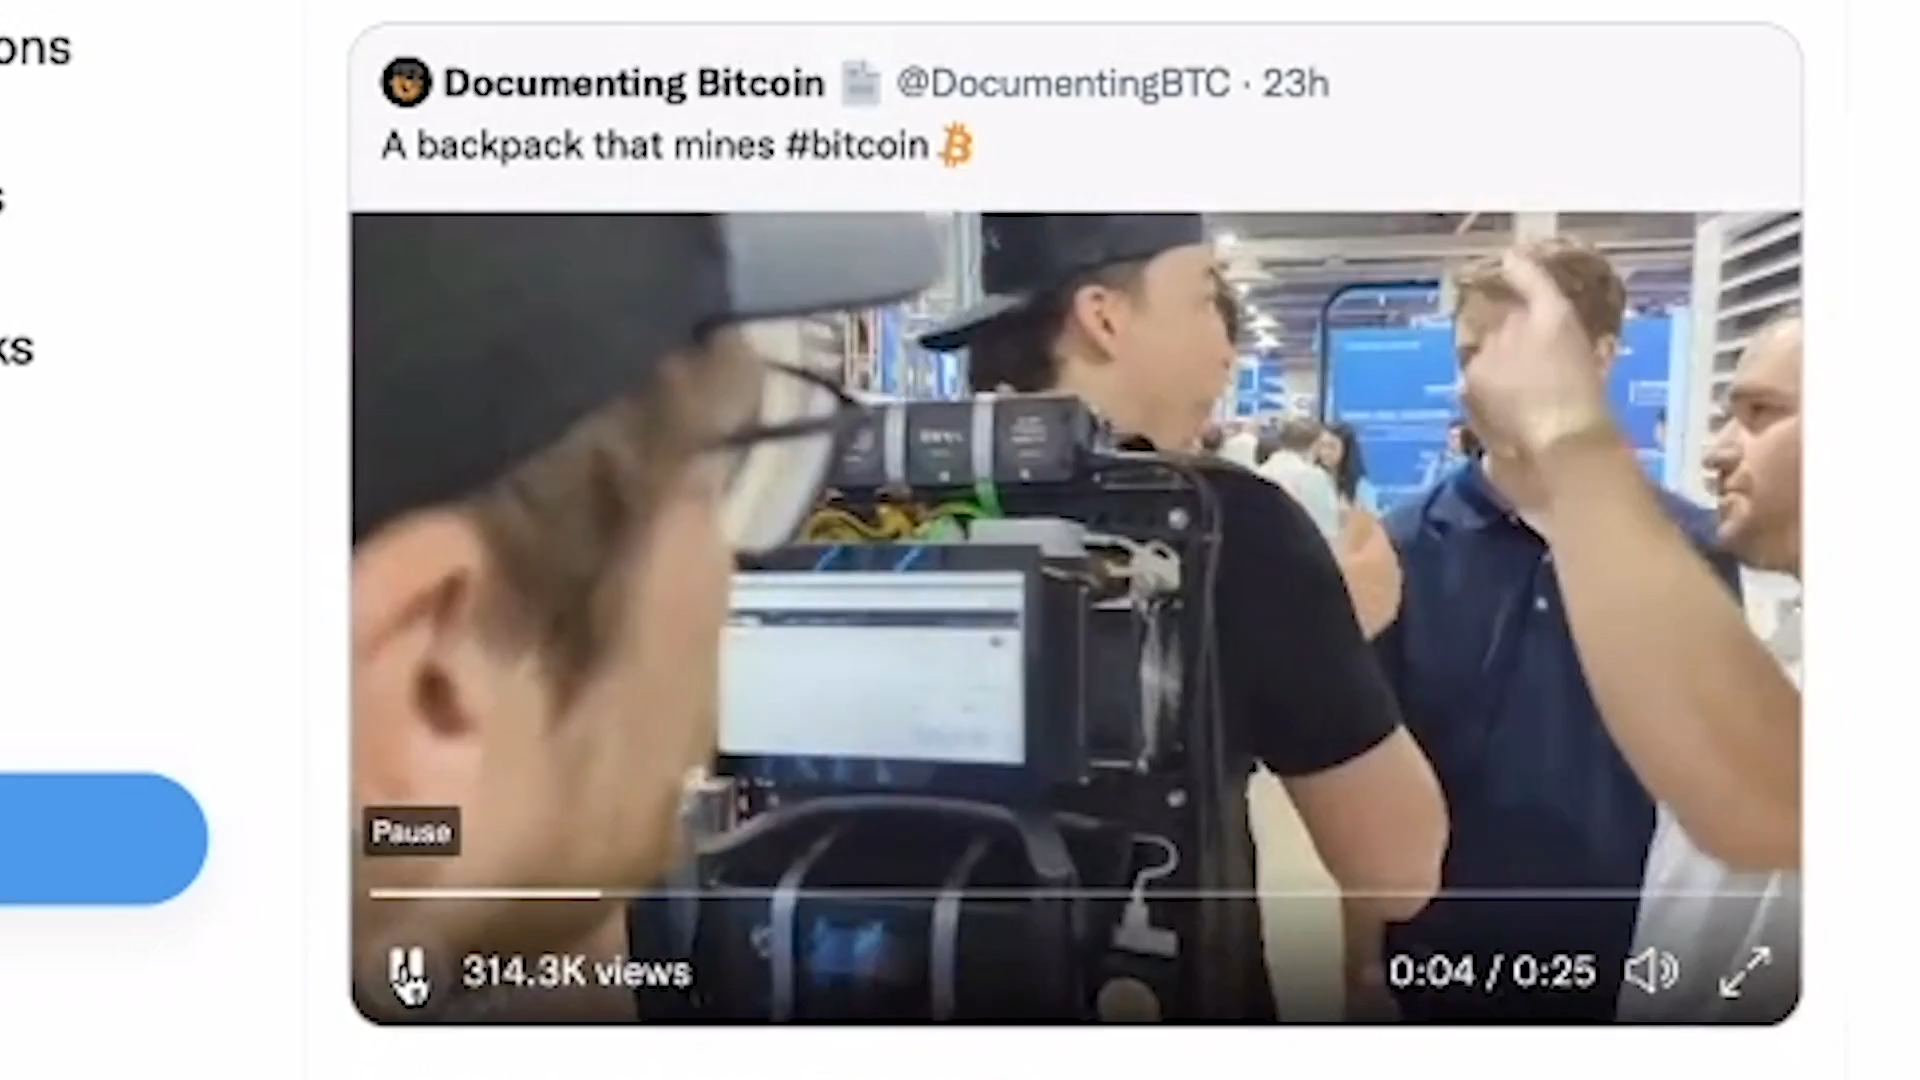 ons
Documenting Bitcoin @DocumentingBTC · 23h
A backpack that mines #bitcoin
s
ks
Pause
314.3K views
0:04 / 0:25